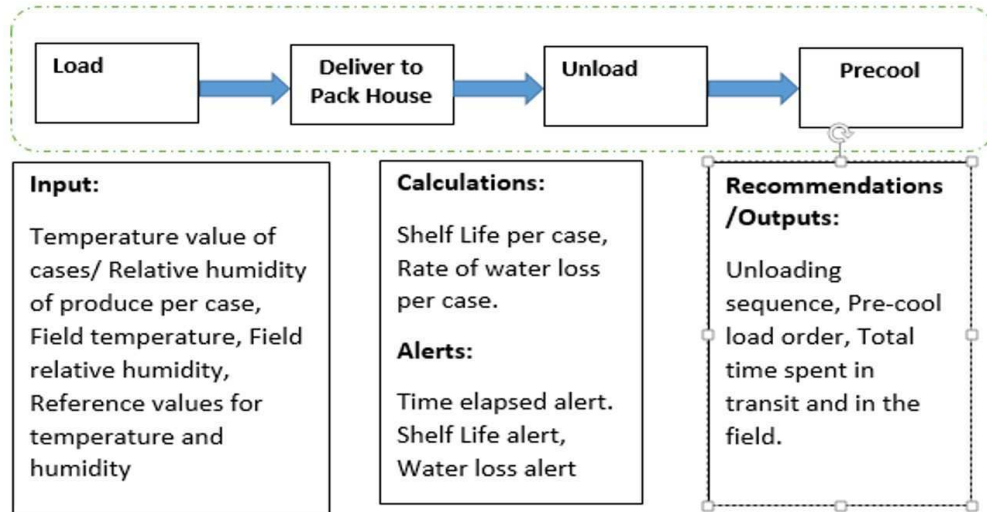 Load
Deliver to
Pack House
Unload
Precool
Input:
Temperature value of
cases/ Relative humidity
of produce per case,
Field temperature, Field
relative humidity,
Reference values for
temperature and
humidity
Calculations:
Shelf Life per case,
Rate of water loss
per case.
Alerts:
Time elapsed alert.
Shelf Life alert,
Water loss alert
Recommendations
/Outputs:
Unloading
sequence, Pre-cool
load order, Total
time spent in
transit and in the
field.